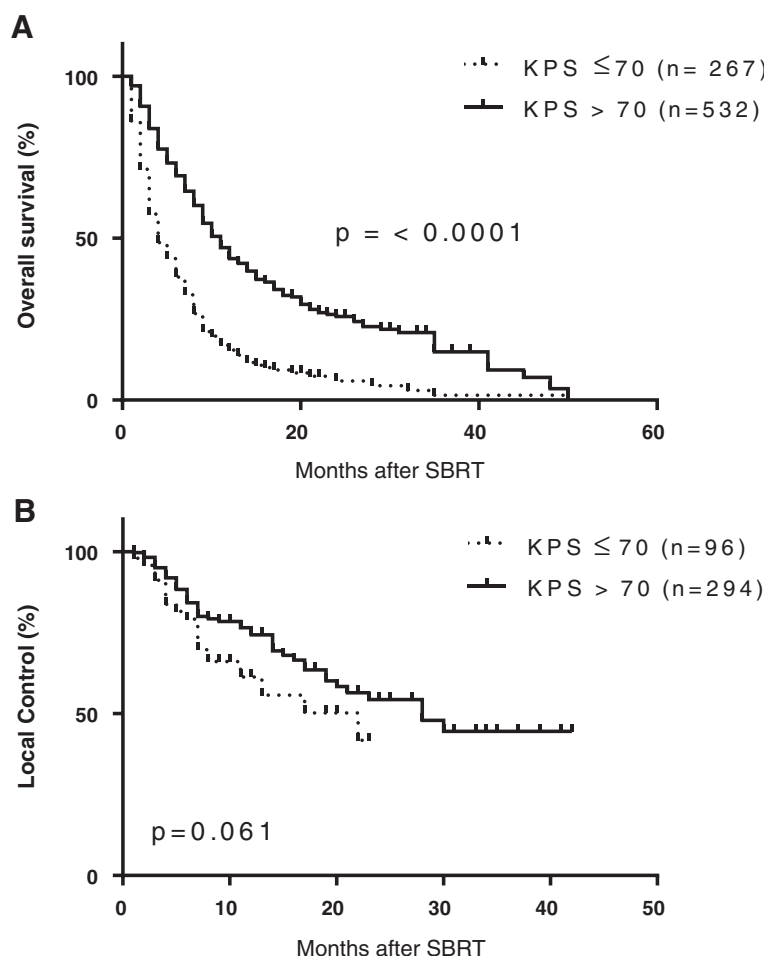 A
KPS ≤70 (n= 267)
KPS > 70 (n=532)
100
50
0
Overall survival (%)
p = < 0.0001
0 20 40 60
Months after SBRT
B
KPS ≤ 70 (n=96)
KPS > 70 (n=294)
100
50
0
Local Control (%)
p=0.061
0 10 20 30 40 50
Months after SBRT